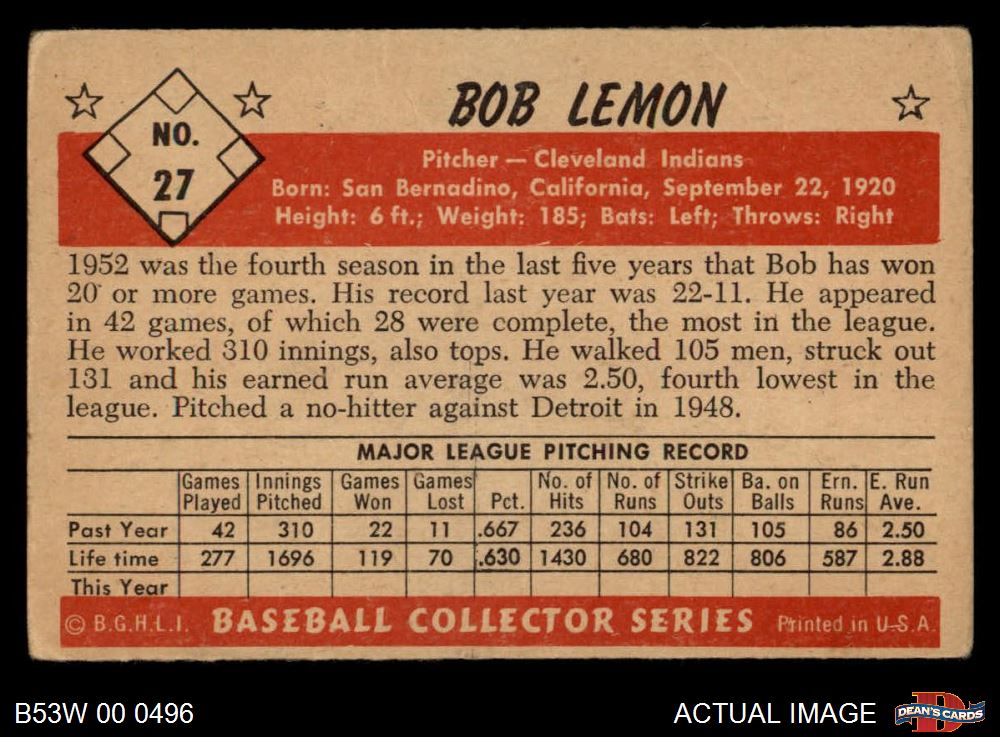 NO.
27
BOB LEMON
Pitcher — Cleveland Indians
Born: San Bernadino, California, September 22, 1920
Height: 6 ft.; Weight: 185; Bats: Left; Throws: Right
1952 was the fourth season in the last five years that Bob has won
20 or more games. His record last year was 22-11. He appeared
in 42 games, of which 28 were complete, the most in the league.
He worked 310 innings, also tops. He walked 105 men, struck out
131 and his earned run average was 2.50, fourth lowest in the
league. Pitched a no-hitter against Detroit in 1948.
MAJOR LEAGUE PITCHING RECORD
Games Innings Games Games No. of No. of Strike Ba. on Ern. E. Run
Played Pitched Won Lost Pct. Hits Runs Outs Balls Runs Ave.
Past Year 42 310 22 11 .667 236 104 131 105 86 2.50
Life time 277 1696 119 70 .630 1430 680 822 806 587 2.88
This Year
© B.G.H.L.I. BASEBALL COLLECTOR SERIES Printed in U.S.A.
B53W 00 0496 ACTUAL IMAGE DEAN'S CARDS